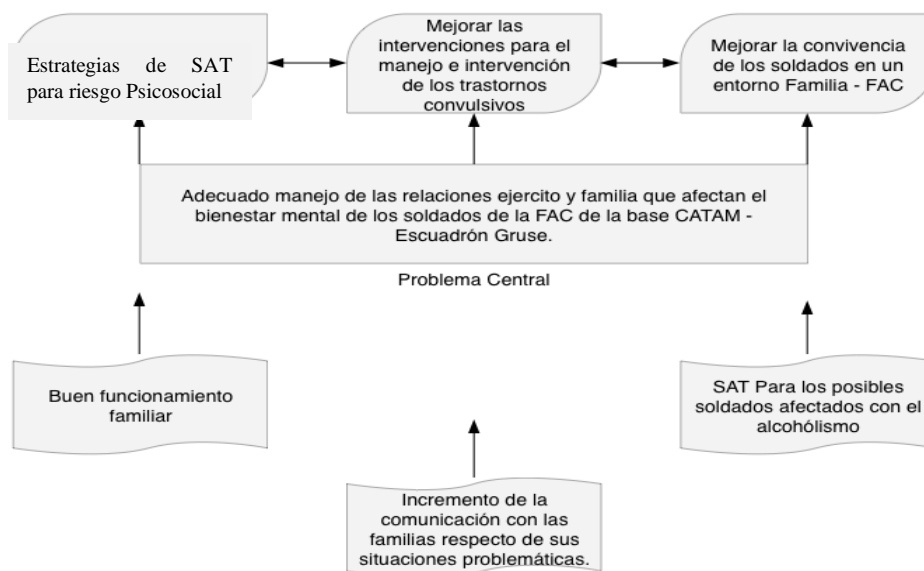 Estrategias de SAT
para riesgo Psicosocial
Mejorar las
intervenciones para el
manejo e intervención
de los trastornos
convulsivos
Mejorar la convivencia
de los soldados en un
entorno Familia - FAC
Adecuado manejo de las relaciones ejercito y familia que afectan el
bienestar mental de los soldados de la FAC de la base CATAM -
Escuadrón Gruse.
Problema Central
Buen funcionamiento
familiar
SAT Para los posibles
soldados afectados con el
alcohólismo
Incremento de la
comunicación con las
familias respecto de sus
situaciones problemáticas.